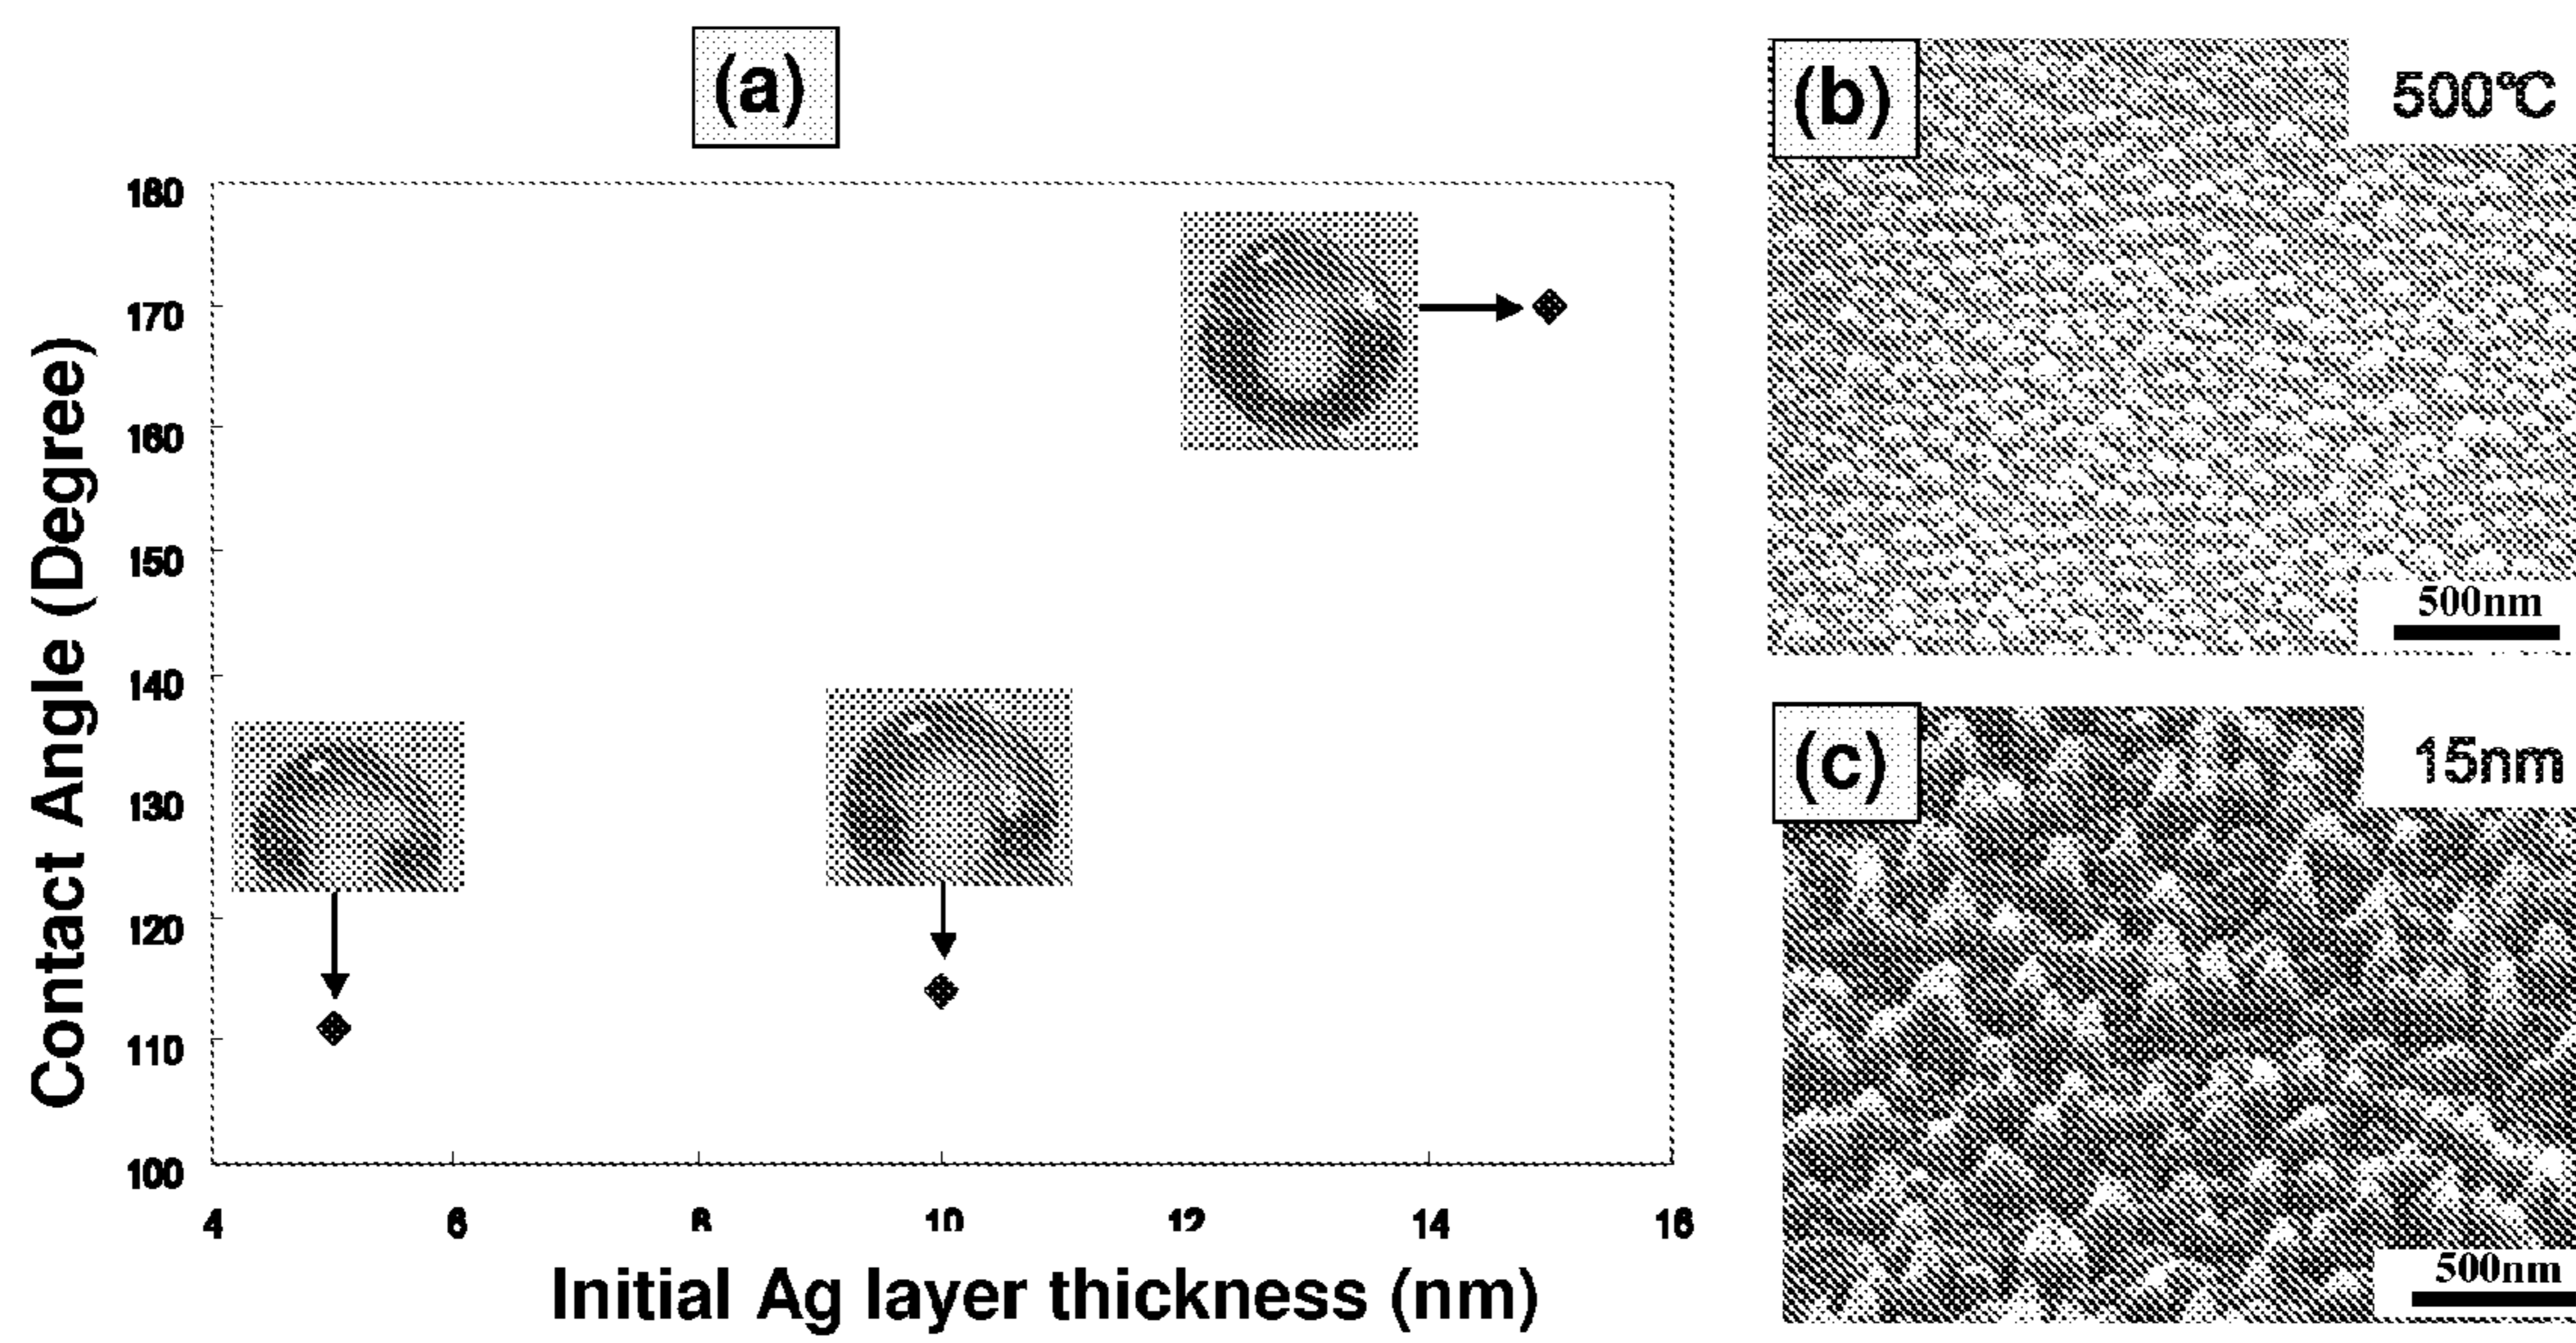 (a)
180
170
160
150
140
130
120
110
100
4 6 8 10 12 14 16
Contact Angle (Degree)
Initial Ag layer thickness (nm)
(b)
500℃
500nm
(c)
15nm
500nm